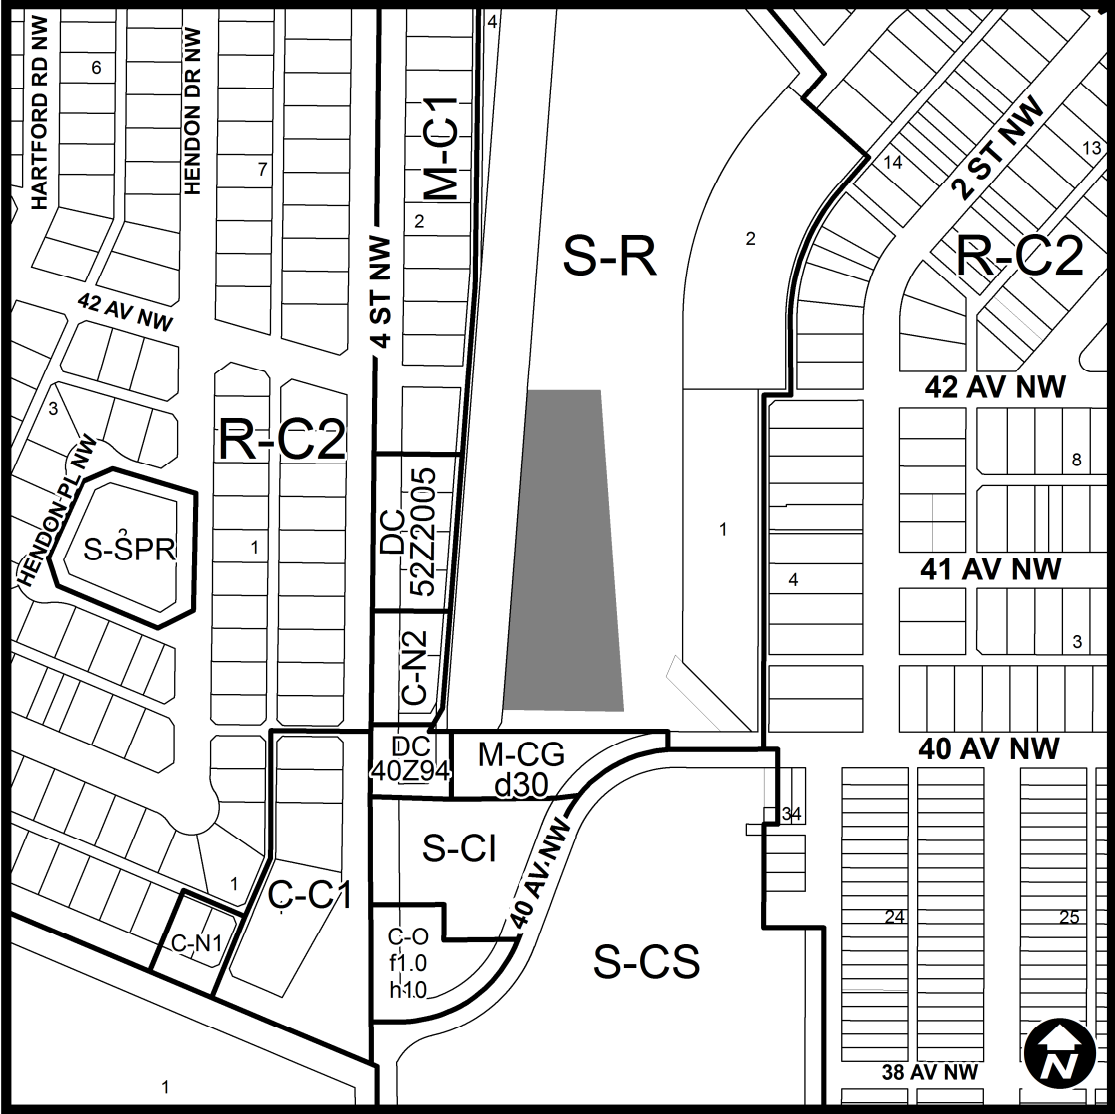 4
HARTFORD RD NW
HENDON DR NW
6
M-C1
7
2
14
13
2 ST NW
2
S-R
R-C2
4 ST NW
42 AV NW
42 AV NW
3
R-C2
8
HENDON PL NW
DC
52Z2005
2
S-SPR
1
1
41 AV NW
4
3
C-N2
DC
40Z94
M-CG
d30
40 AV NW
34
S-CI
40 AV NW
1
C-C1
24
25
C-N1
C-O
f1.0
h10
S-CS
38 AV NW
N
1